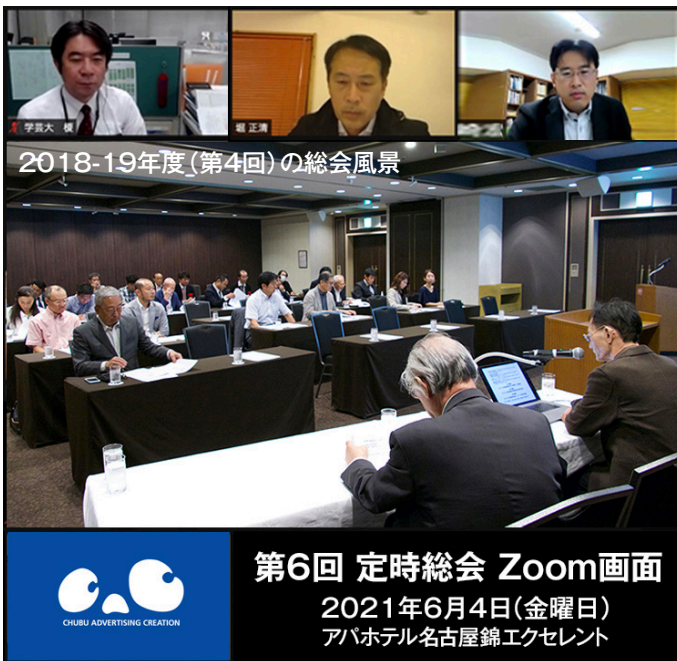 学芸大 榎
堀 正清
2018-19年度(第4回)の総会風景
CHUBU ADVERTISING CREATION
第6回 定時総会 Zoom画面
2021年6月4日(金曜日)
アパホテル名古屋錦エクセレント